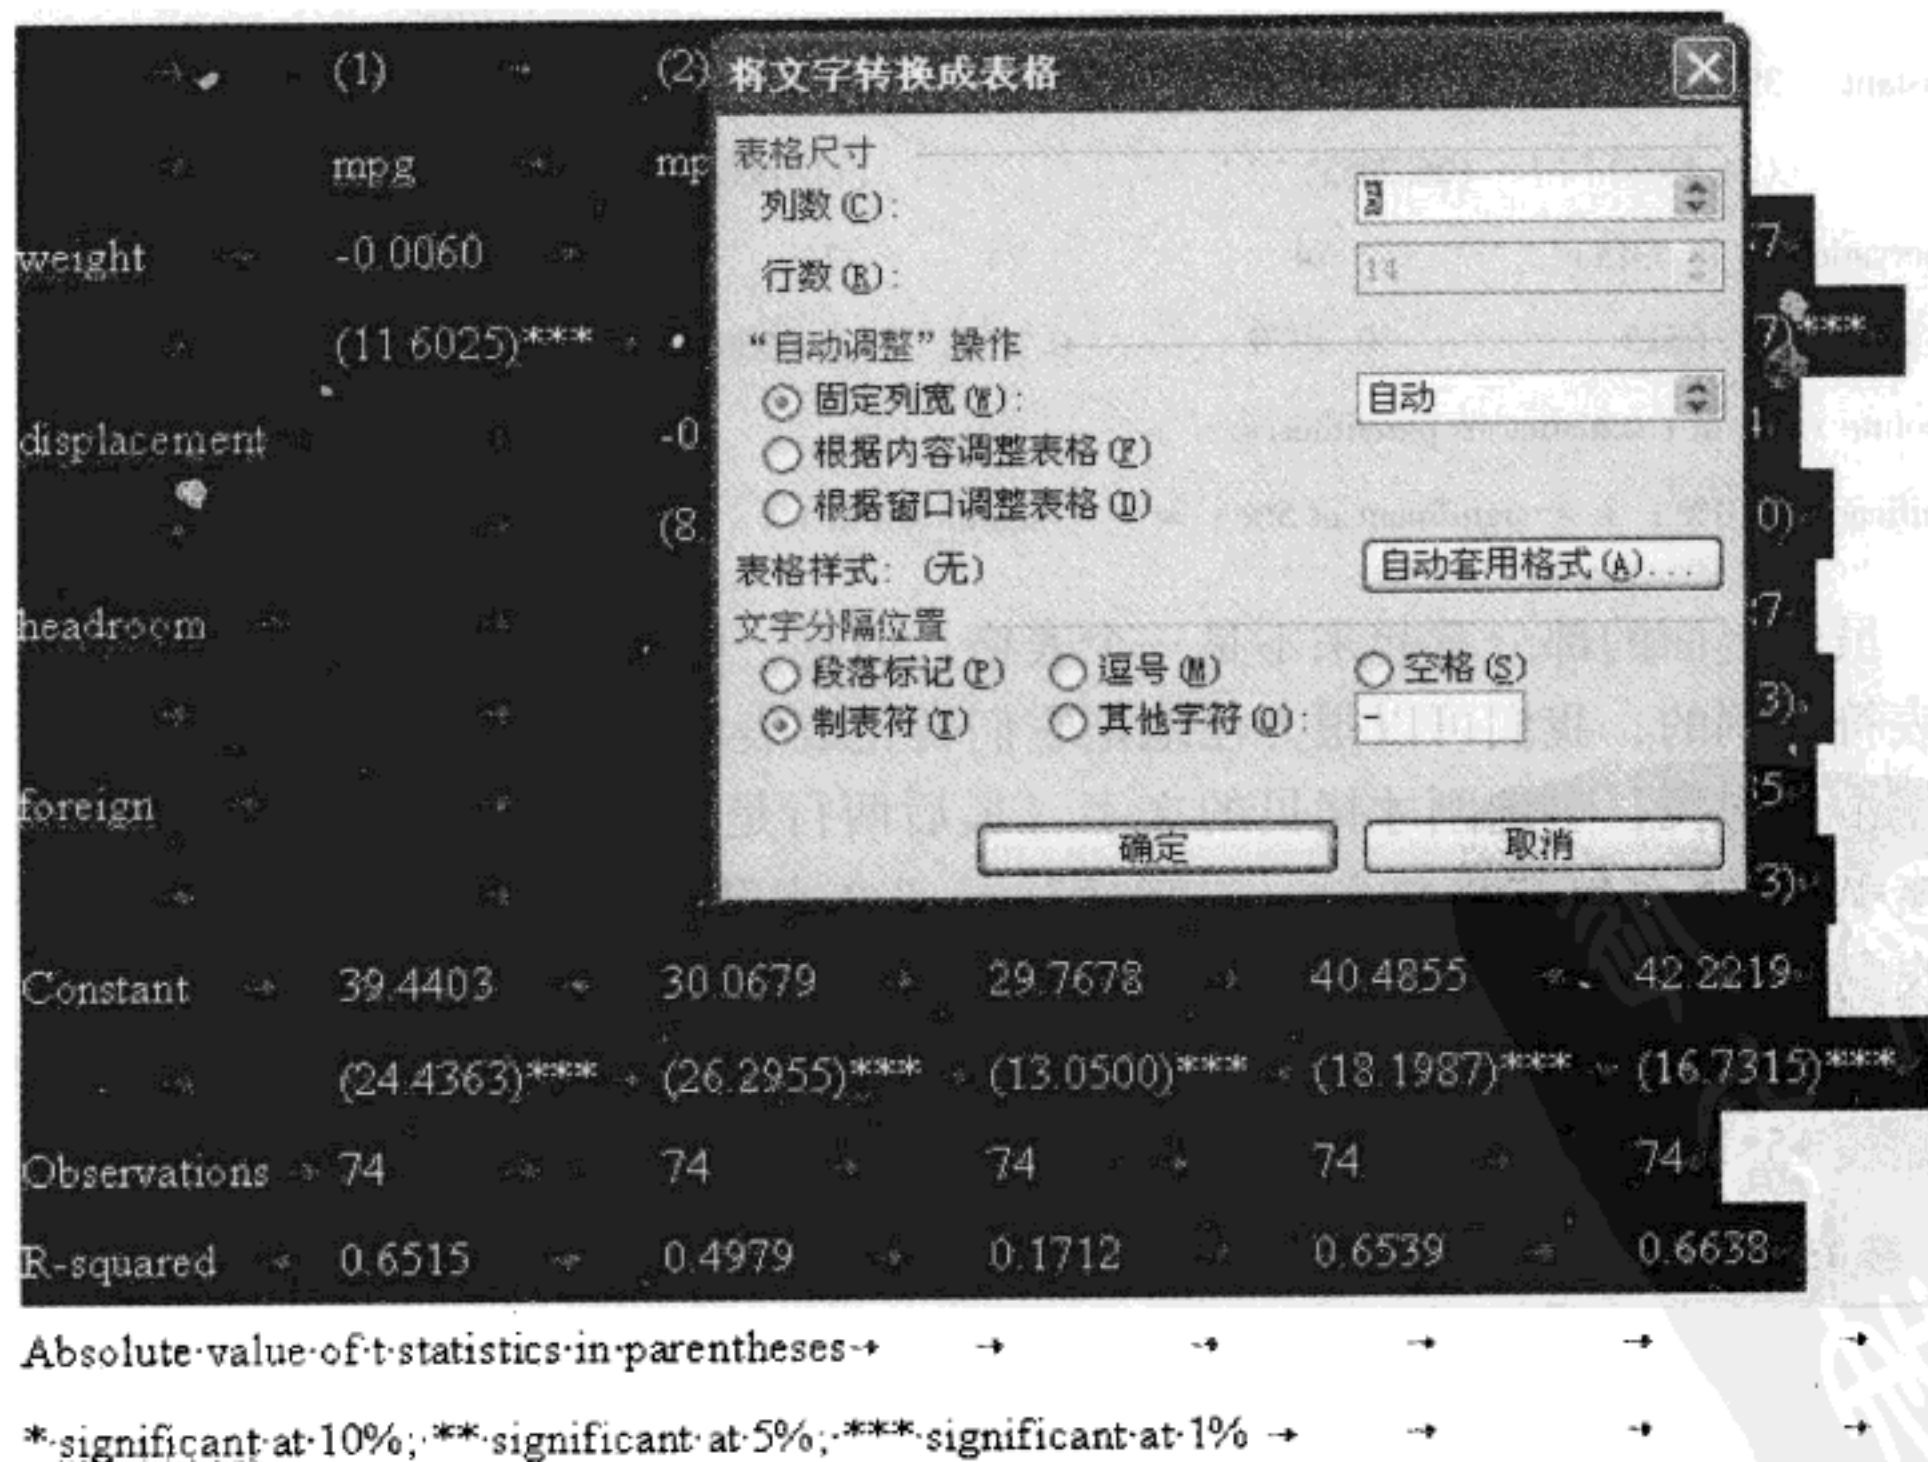 (1) (2)
mpg mp
weight -0.0060 7
(11.6025)*** 7)***
displacement -0
(8. 0)
headroom 7
3)
foreign 5
3)
Constant 39.4403 30.0679 29.7678 40.4855 42.2219
(24.4363)*** (26.2955)*** (13.0500)*** (18.1987)*** (16.7315)***
Observations 74 74 74 74 74
R-squared 0.6515 0.4979 0.1712 0.6539 0.6638
Absolute value of t statistics in parentheses
* significant at 10%; ** significant at 5%; *** significant at 1%
将文字转换成表格
表格尺寸
列数(C):
行数(R): 14
“自动调整”操作
固定列宽(W): 自动
根据内容调整表格(F)
根据窗口调整表格(D)
表格样式: (无) 自动套用格式(A)...
文字分隔位置
段落标记(P) 逗号(M) 空格(S)
制表符(T) 其他字符(O): -
确定 取消